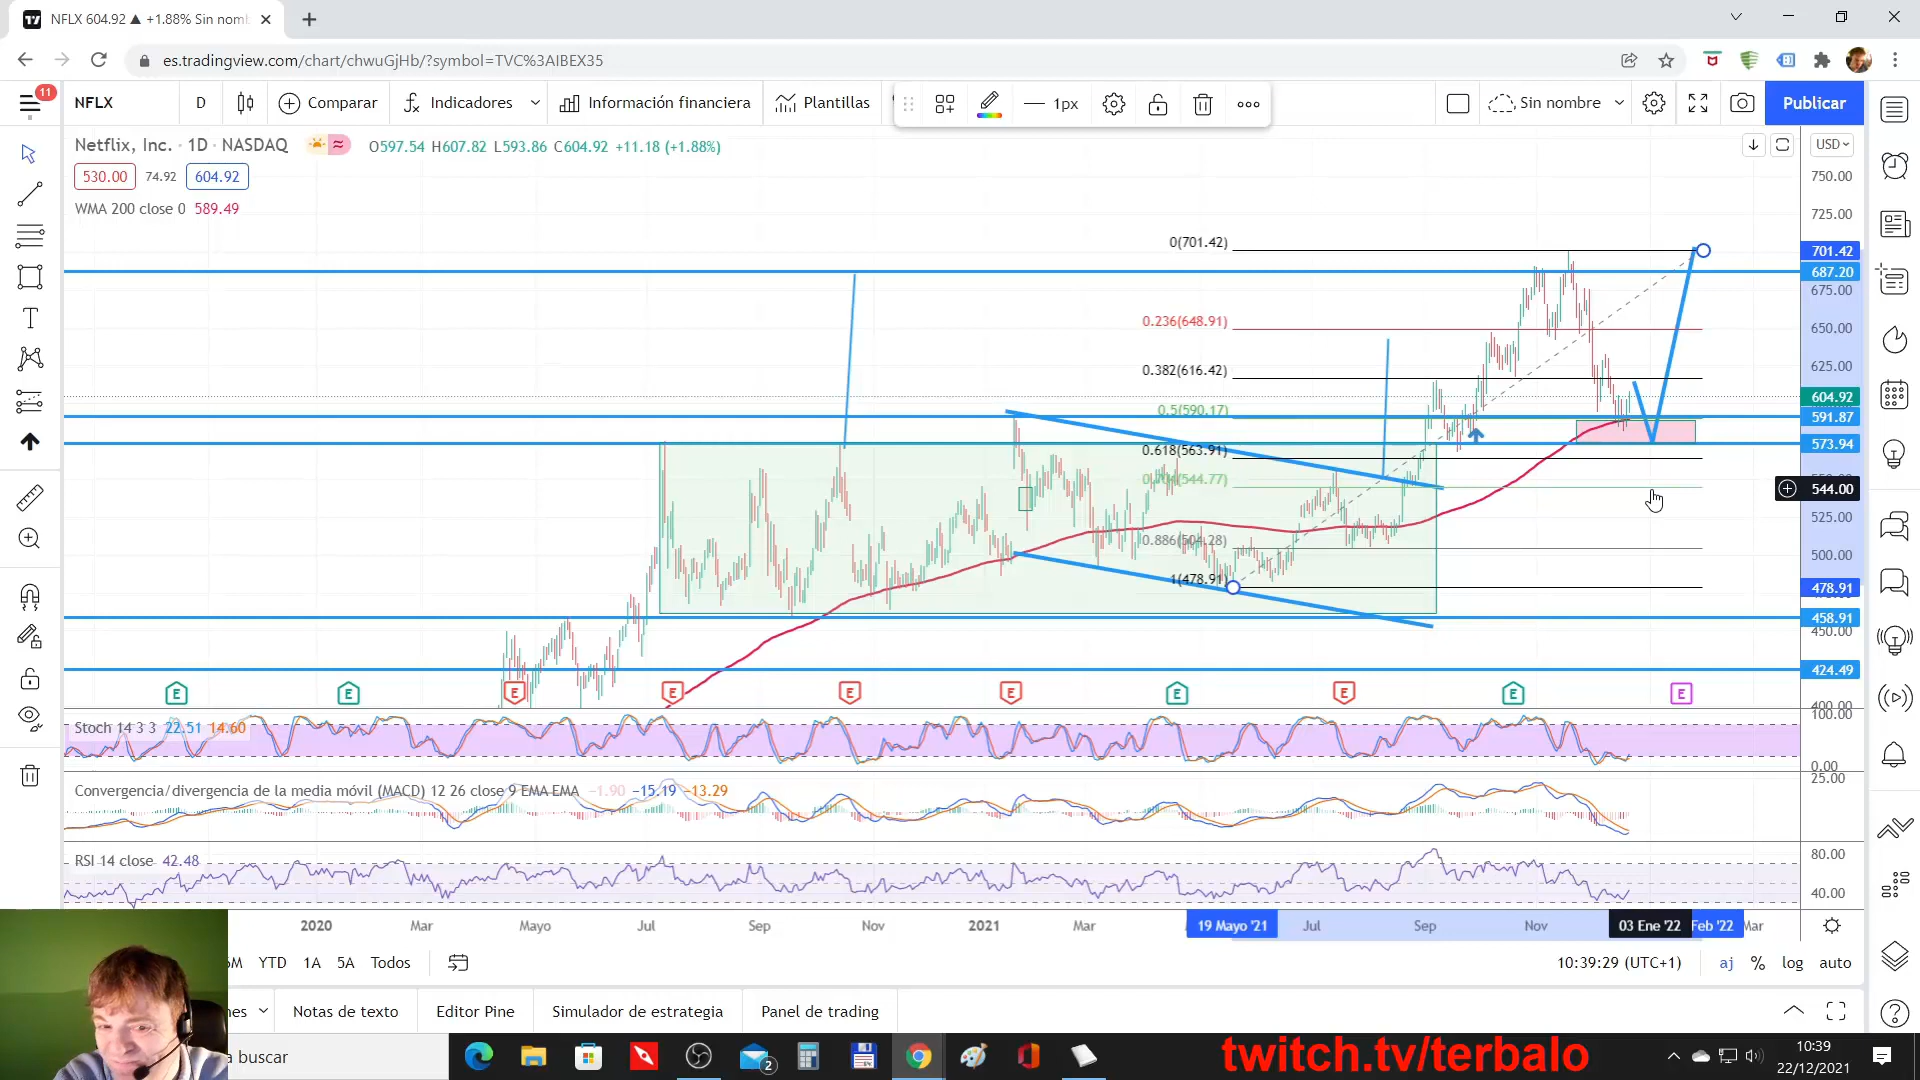 NFLX 604.92 ▲ +1.88% Sin nomb
es.tradingview.com/chart/chwuGjHb/?symbol=TVC%3AIBEX35
11
NFLX
D
Comparar
Indicadores
Información financiera
Plantillas
1px
Sin nombre
Publicar
Netflix, Inc. · 1D · NASDAQ
O597.54 H607.82 L593.86 C604.92 +11.18 (+1.88%)
USD
530.00 74.92 604.92
WMA 200 close 0 589.49
750.00
725.00
0(701.42)
701.42
687.20
675.00
0.236(648.91)
650.00
0.382(616.42)
625.00
604.92
0.5(590.17)
591.87
573.94
0.618(563.91)
544.00
525.00
0.886(504.28)
500.00
1(478.91)
478.91
458.91
450.00
424.49
400.00
E E E E E E E E E E
Stoch 14 3 3 22.51 14.60
100.00
0.00
Convergencia/divergencia de la media móvil (MACD) 12 26 close 9 EMA EMA −1.90 −15.19 −13.29
25.00
RSI 14 close 42.48
80.00
40.00
2020 Mar Mayo Jul Sep Nov 2021 Mar 19 Mayo '21 Jul Sep Nov 03 Ene '22 Feb '22 Mar
YTD 1A 5A Todos
10:39:29 (UTC+1)
aj % log auto
nes
Notas de texto
Editor Pine
Simulador de estrategia
Panel de trading
a buscar
2
twitch.tv/terbalo
10:39
22/12/2021